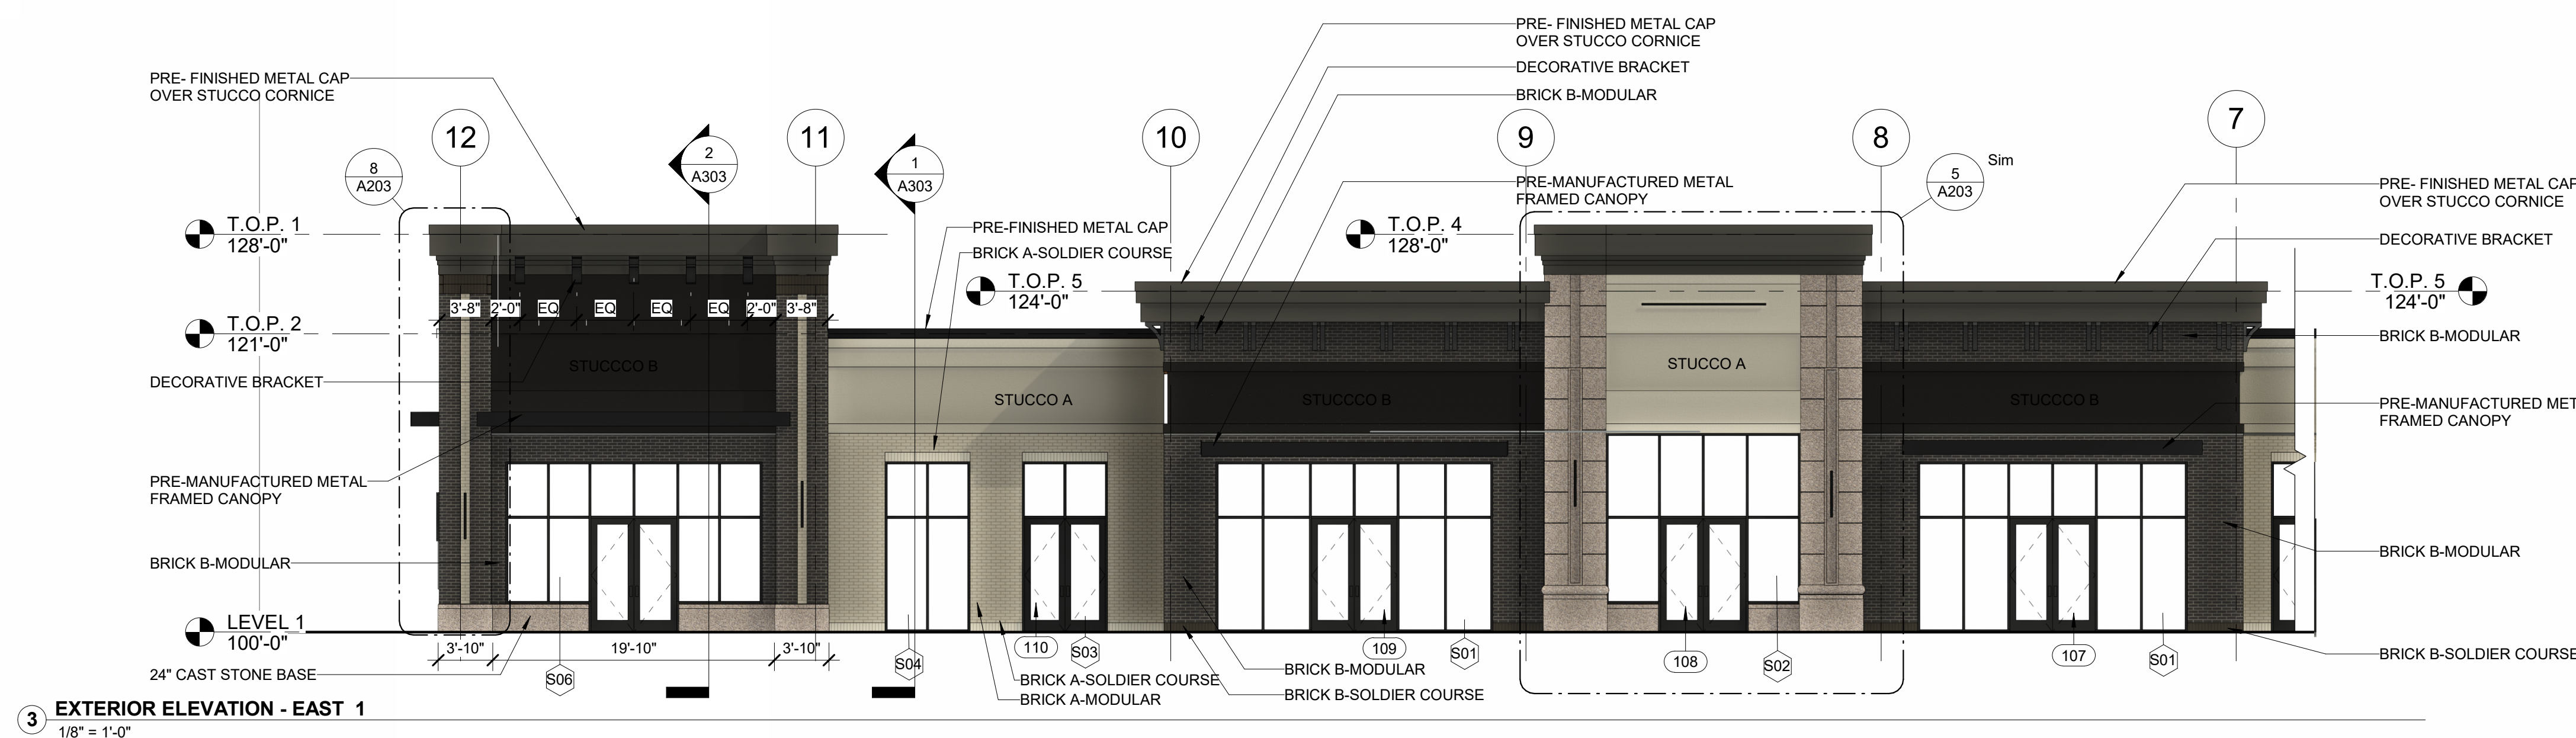 PRE- FINISHED METAL CAP
OVER STUCCO CORNICE
DECORATIVE BRACKET
BRICK B-MODULAR
PRE-MANUFACTURED METAL
FRAMED CANOPY
PRE- FINISHED METAL CAP
OVER STUCCO CORNICE
12
11
10
9
8
7
8
A203
2
A303
1
A303
5
A203
Sim
T.O.P. 1
128'-0"
T.O.P. 2
121'-0"
PRE-FINISHED METAL CAP
BRICK A-SOLDIER COURSE
T.O.P. 5
124'-0"
T.O.P. 4
128'-0"
PRE- FINISHED METAL CAP
OVER STUCCO CORNICE
DECORATIVE BRACKET
T.O.P. 5
124'-0"
BRICK B-MODULAR
PRE-MANUFACTURED MET
FRAMED CANOPY
BRICK B-MODULAR
BRICK B-SOLDIER COURSE
3'-8" 2'-0" EQ EQ EQ EQ 2'-0" 3'-8"
STUCCCO B
STUCCO A
STUCCCO B
STUCCO A
STUCCCO B
DECORATIVE BRACKET
PRE-MANUFACTURED METAL
FRAMED CANOPY
BRICK B-MODULAR
LEVEL 1
100'-0"
24" CAST STONE BASE
3'-10" 19'-10" 3'-10"
S06
S04
110
S03
109
S01
108
S02
107
S01
BRICK A-SOLDIER COURSE
BRICK A-MODULAR
BRICK B-MODULAR
BRICK B-SOLDIER COURSE
3 EXTERIOR ELEVATION - EAST 1
1/8" = 1'-0"